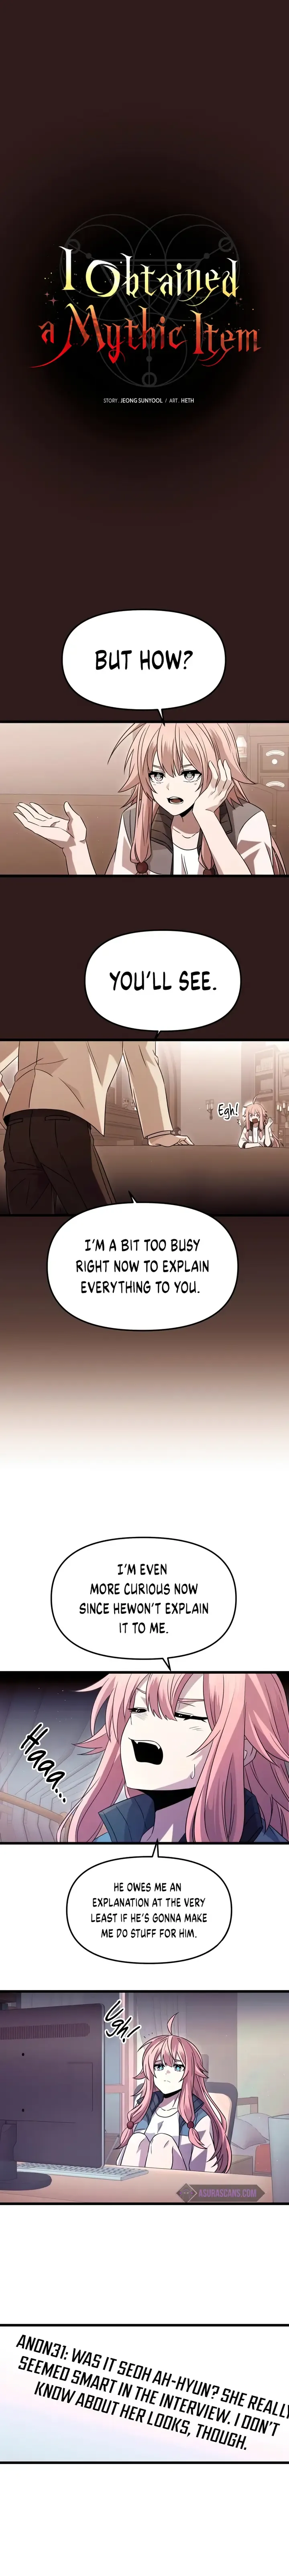 I Obtained
a Mythic Item
STORY. JEONG SUNYOOL / ART. HETH
BUT HOW?
YOU'LL SEE.
Egh!
I'M A BIT TOO BUSY
RIGHT NOW TO EXPLAIN
EVERYTHING TO YOU.
I'M EVEN
MORE CURIOUS NOW
SINCE HEWON'T EXPLAIN
IT TO ME.
Haaa...
HE OWES ME AN
EXPLANATION AT THE VERY
LEAST IF HE'S GONNA MAKE
ME DO STUFF FOR HIM.
Ugh!
ASURASCANS.COM
ANON31: WAS IT SEOH AH-HYUN? SHE REALLY
SEEMED SMART IN THE INTERVIEW. I DON'T
KNOW ABOUT HER LOOKS, THOUGH.